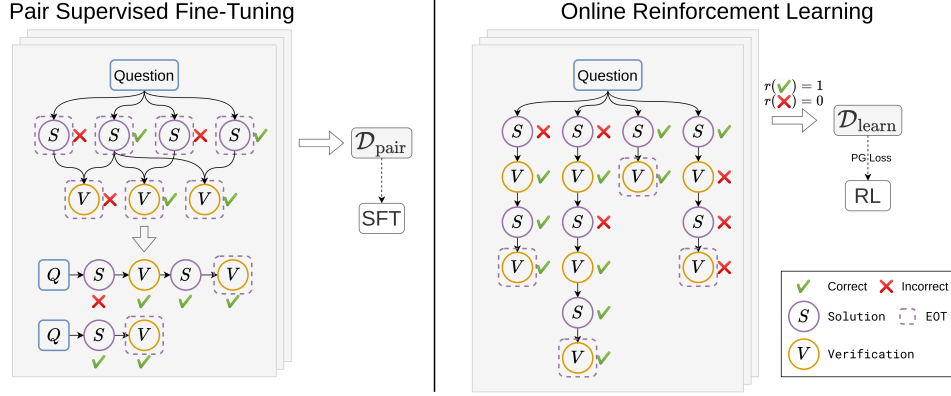 Pair Supervised Fine-Tuning
Question
S S S S
V V V
Q S V S V
Q S V
𝒟pair
SFT
Online Reinforcement Learning
Question
S S S S
V V V V
S S S
V V V
S
V
r(✓) = 1
r(✗) = 0
𝒟learn
PG Loss
RL
Correct Incorrect
S Solution EOT
V Verification